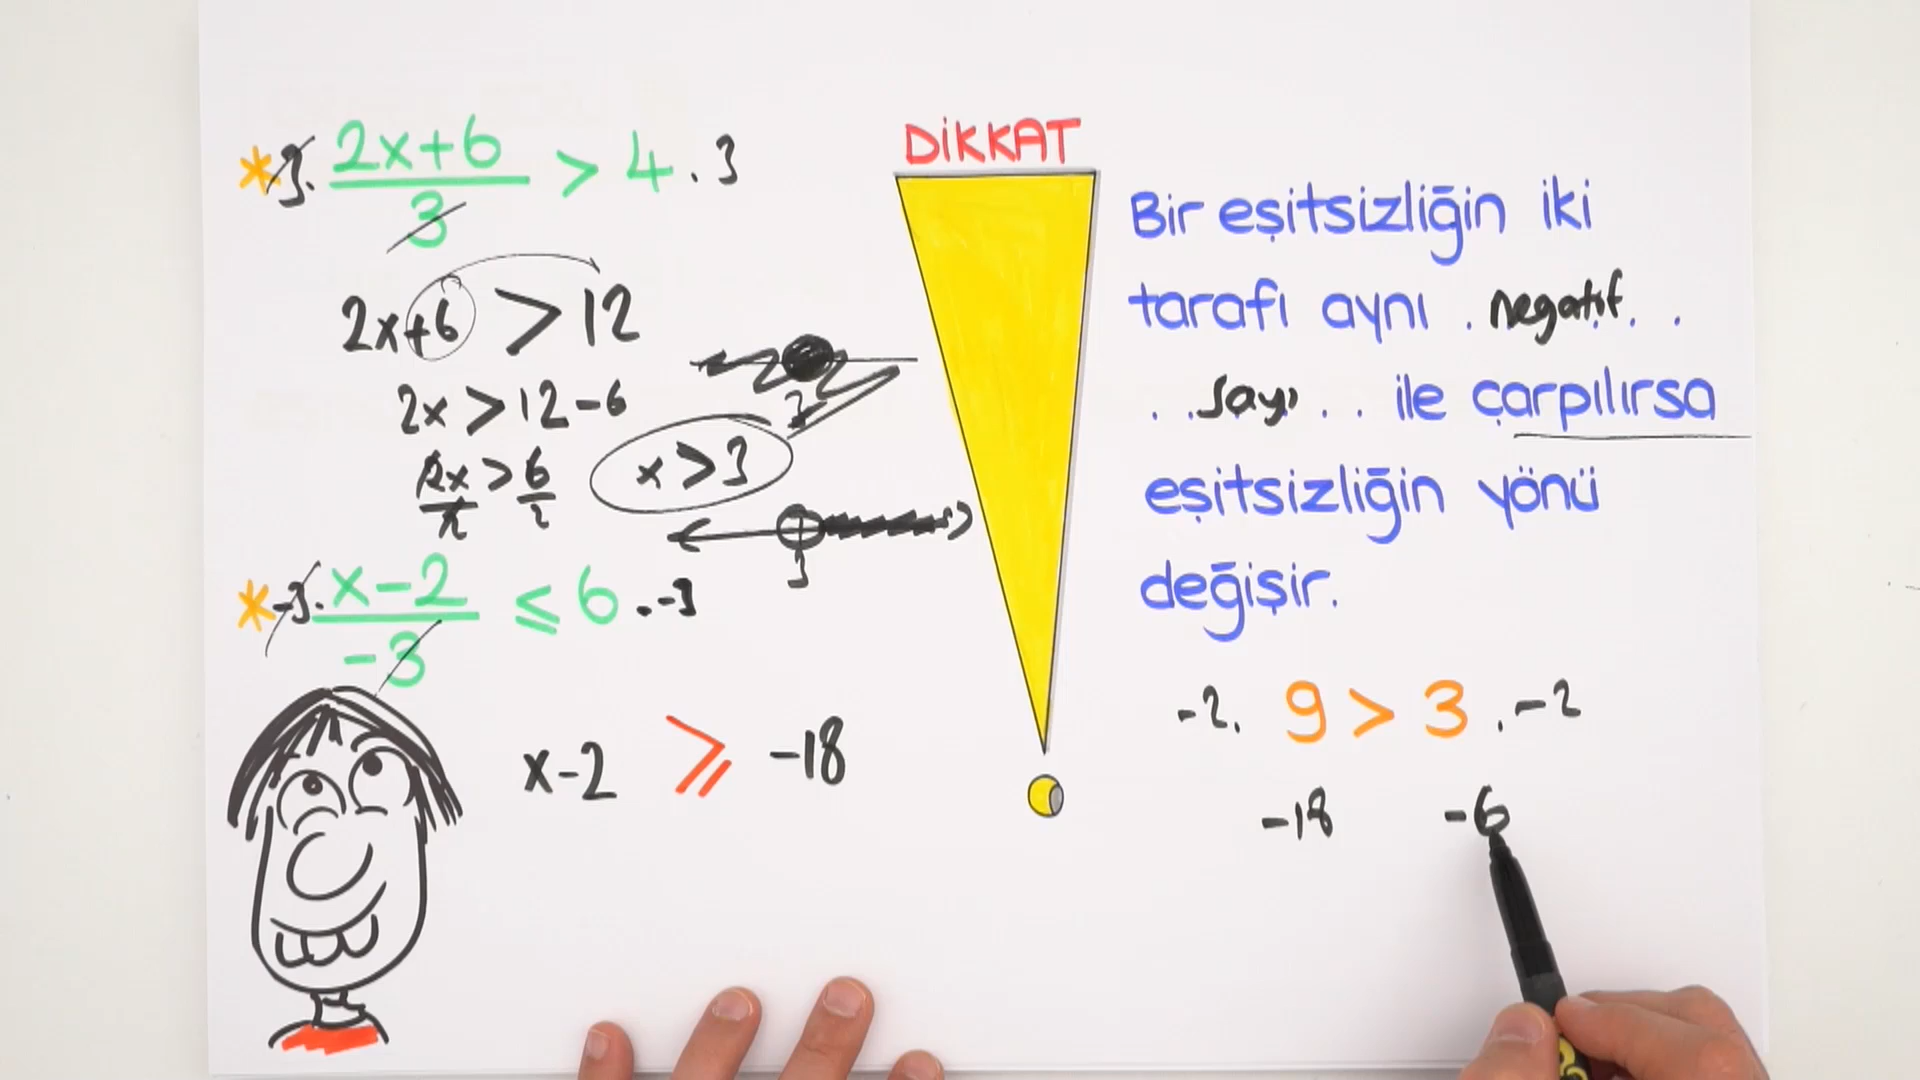 * 3. (2x+6)/3 > 4 . 3
2x+6 > 12
2x > 12-6
2x/2 > 6/2
x > 3
3
3
* -3. (x-2)/-3 ≤ 6 . -3
x-2 ≥ -18
DİKKAT
Bir eşitsizliğin iki
tarafı aynı . negatif . .
. . sayı . . ile çarpılırsa
eşitsizliğin yönü
değişir.
-2. 9 > 3 . -2
-18 -6